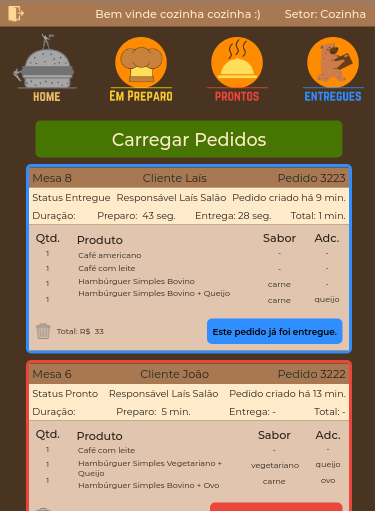 Bem vinde cozinha cozinha :) Setor: Cozinha
HOME EM PREPARO PRONTOS ENTREGUES
Carregar Pedidos
Mesa 8 Cliente Laís Pedido 3223
Status Entregue Responsável Laís Salão Pedido criado há 9 min.
Duração: Preparo: 43 seg. Entrega: 28 seg. Total: 1 min.
Qtd. Produto Sabor Adc.
1 Café americano - -
1 Café com leite - -
1 Hambúrguer Simples Bovino carne -
1 Hambúrguer Simples Bovino + Queijo carne queijo
Total: R$ 33 Este pedido já foi entregue.
Mesa 6 Cliente João Pedido 3222
Status Pronto Responsável Laís Salão Pedido criado há 13 min.
Duração: Preparo: 5 min. Entrega: - Total: -
Qtd. Produto Sabor Adc.
1 Café com leite - -
1 Hambúrguer Simples Vegetariano + vegetariano queijo
Queijo
1 Hambúrguer Simples Bovino + Ovo carne ovo